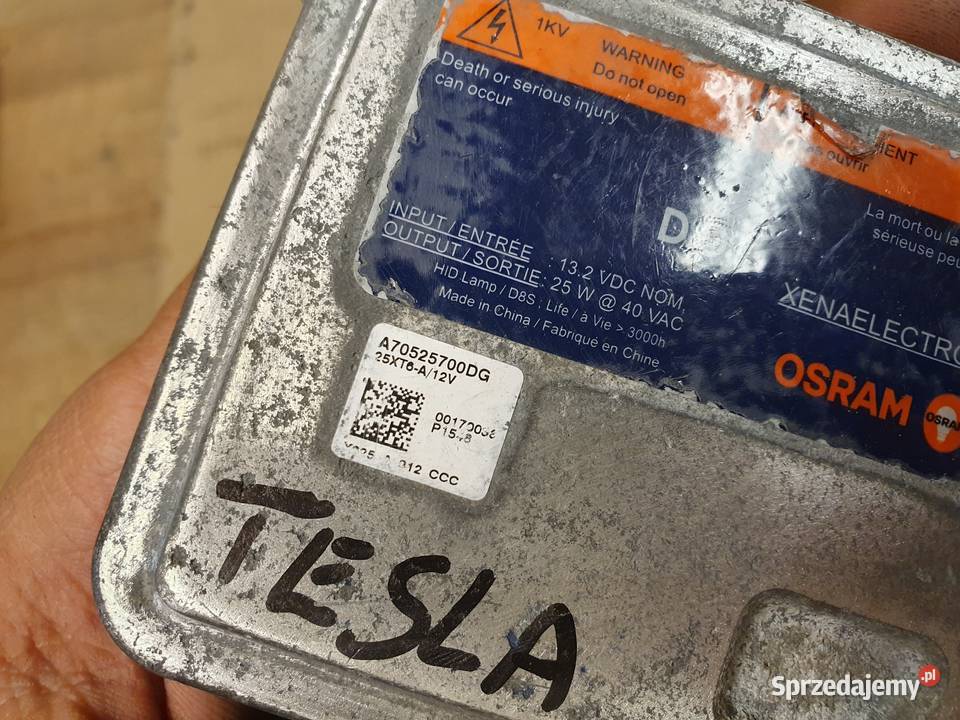 1KV
WARNING
Do not open
Death or serious injury
can occur
ouvrir
La mort ou la
sérieuse
D
INPUT / ENTRÉE : 13.2 VDC NOM
OUTPUT / SORTIE: 25 W @ 40 VAC
HID Lamp / D8S : Life / à Vie > 3000h
Made in China / Fabriqué en Chine
XENAELECTRO
OSRAM
OSRA
A70525700DG
25XT6-A/12V
CCC
TESLA
Sprzedajemy.pl